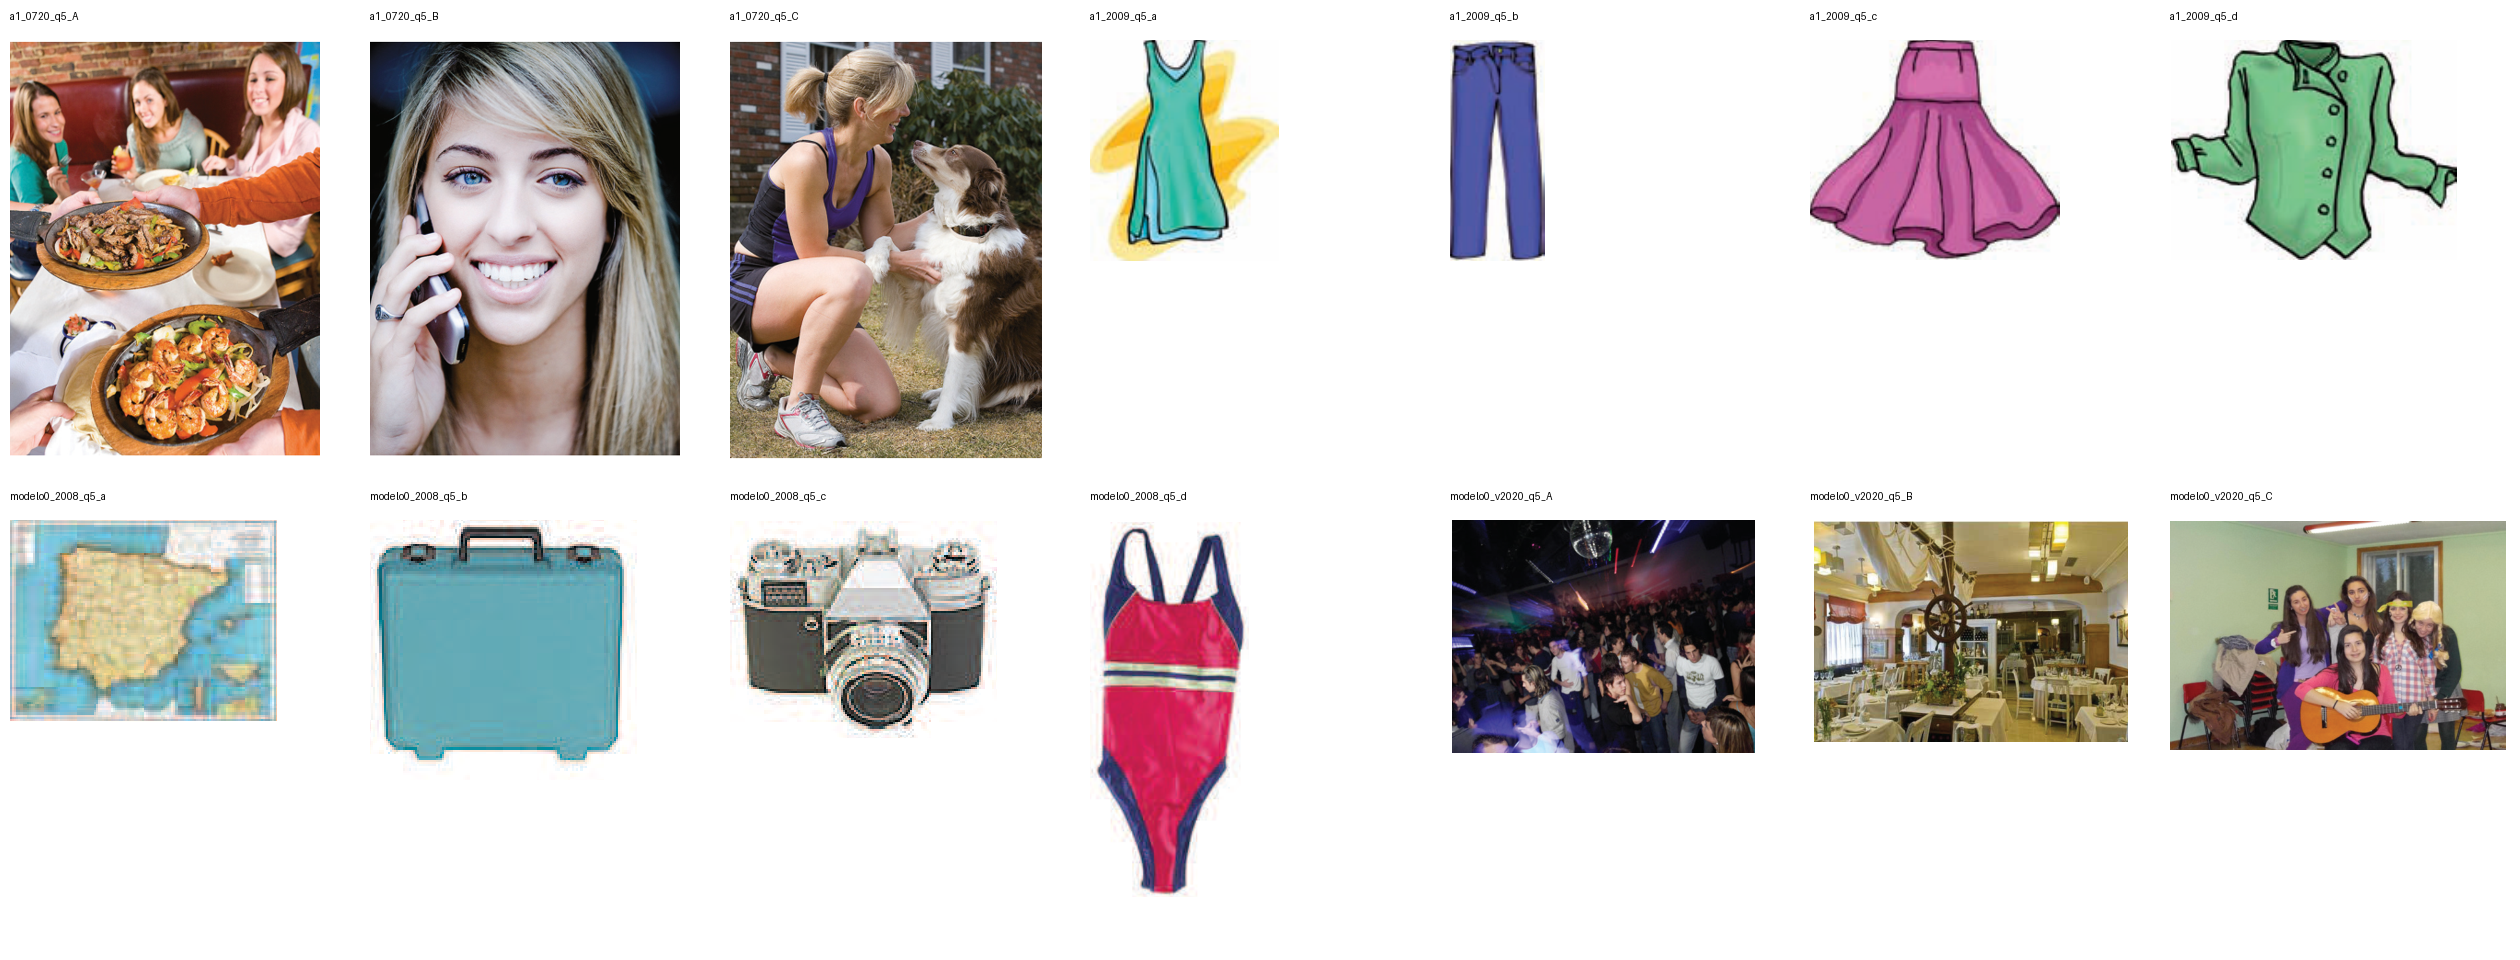 a1_0720_q5_A
a1_0720_q5_B
a1_0720_q5_C
a1_2009_q5_a
a1_2009_q5_b
a1_2009_q5_c
a1_2009_q5_d
modelo0_2008_q5_a
modelo0_2008_q5_b
modelo0_2008_q5_c
modelo0_2008_q5_d
modelo0_v2020_q5_A
modelo0_v2020_q5_B
modelo0_v2020_q5_C